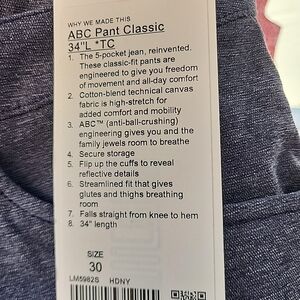 WHY WE MADE THIS
ABC Pant Classic
34"L *TC
1. The 5-pocket jean, reinvented.
These classic-fit pants are
engineered to give you freedom
of movement and all-day comfort
2. Cotton-blend technical canvas
fabric is high-stretch for
added comfort and mobility
3. ABC™ (anti-ball-crushing)
engineering gives you and the
family jewels room to breathe
4. Secure storage
5. Flip up the cuffs to reveal
reflective details
6. Streamlined fit that gives
glutes and thighs breathing
room
7. Falls straight from knee to hem
8. 34" length
SIZE
30
LM5982S HDNY